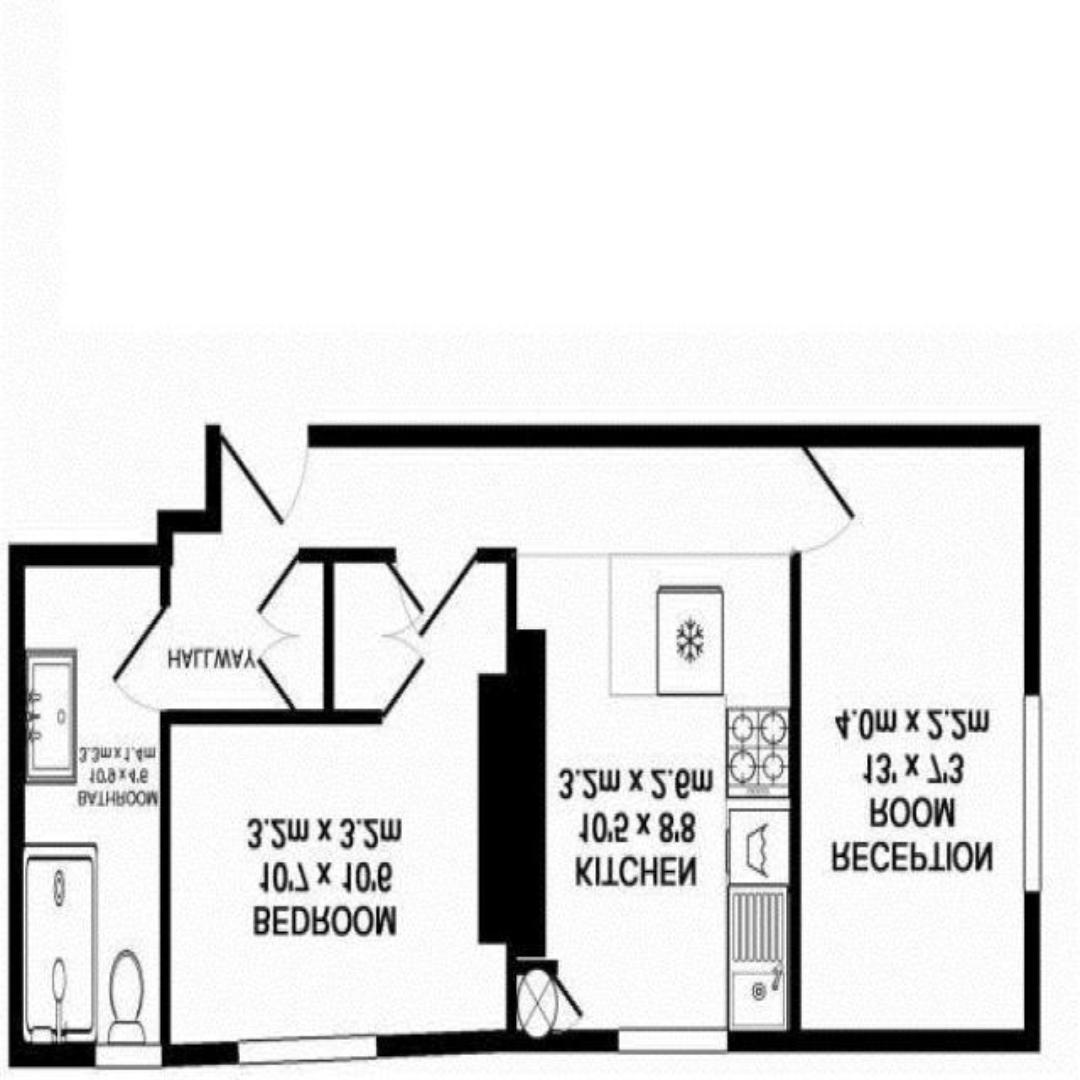 HALLWAY
BATHROOM
10'9 x 4'6
3.3m x 1.4m
BEDROOM
10'7 x 10'6
3.2m x 3.2m
KITCHEN
10'5 x 8'8
3.2m x 2.6m
RECEPTION
ROOM
13' x 7'3
4.0m x 2.2m